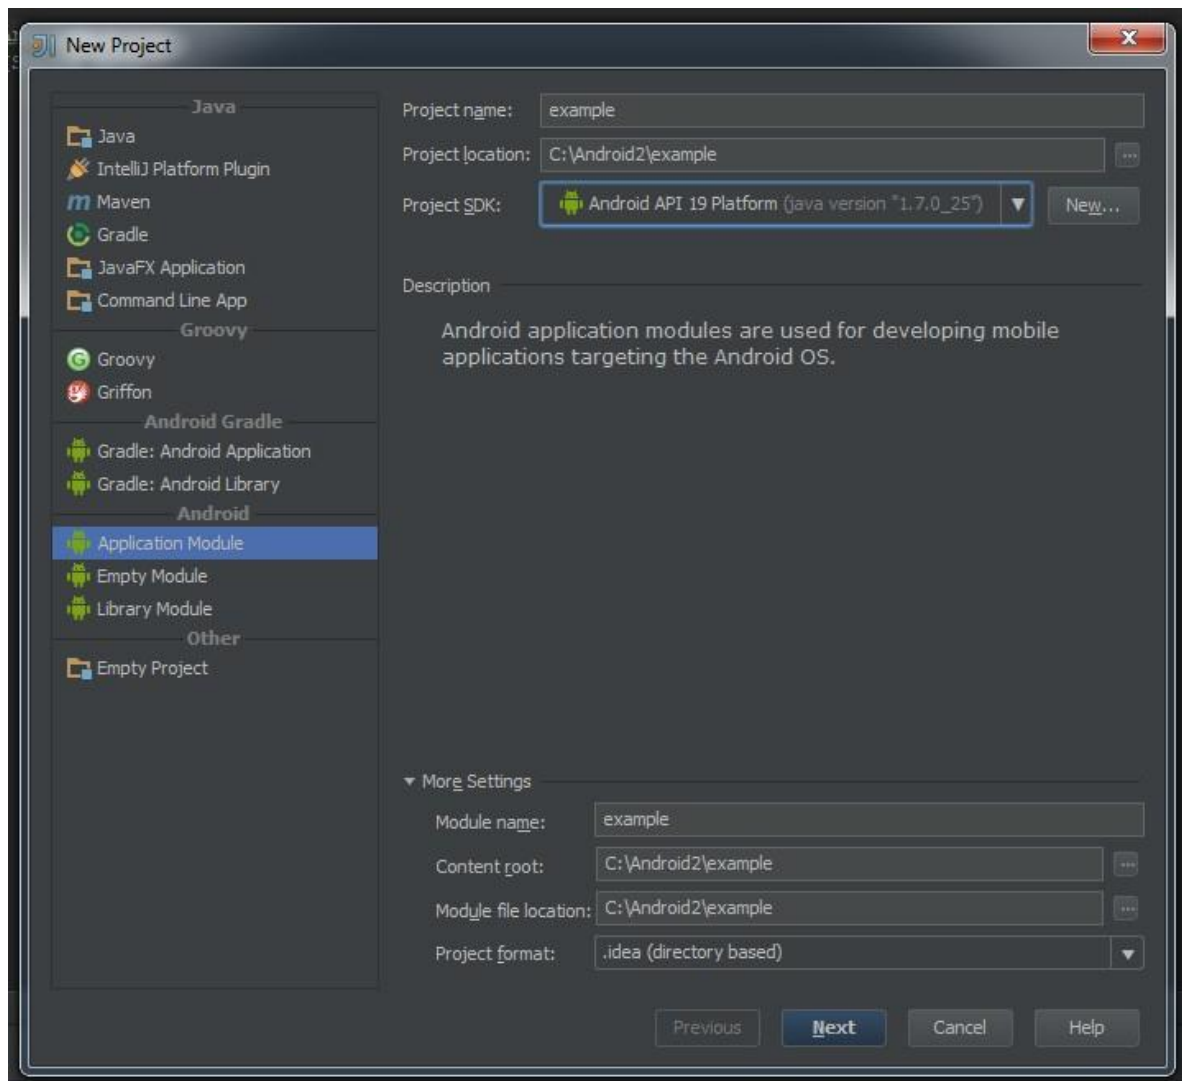 New Project
Java
Java
IntelliJ Platform Plugin
Maven
Gradle
JavaFX Application
Command Line App
Groovy
Groovy
Griffon
Android Gradle
Gradle: Android Application
Gradle: Android Library
Android
Application Module
Empty Module
Library Module
Other
Empty Project
Project name: example
Project location: C:\Android2\example ...
Project SDK: Android API 19 Platform (java version "1.7.0_25") New...
Description
Android application modules are used for developing mobile
applications targeting the Android OS.
More Settings
Module name: example
Content root: C:\Android2\example ...
Module file location: C:\Android2\example ...
Project format: .idea (directory based)
Previous Next Cancel Help